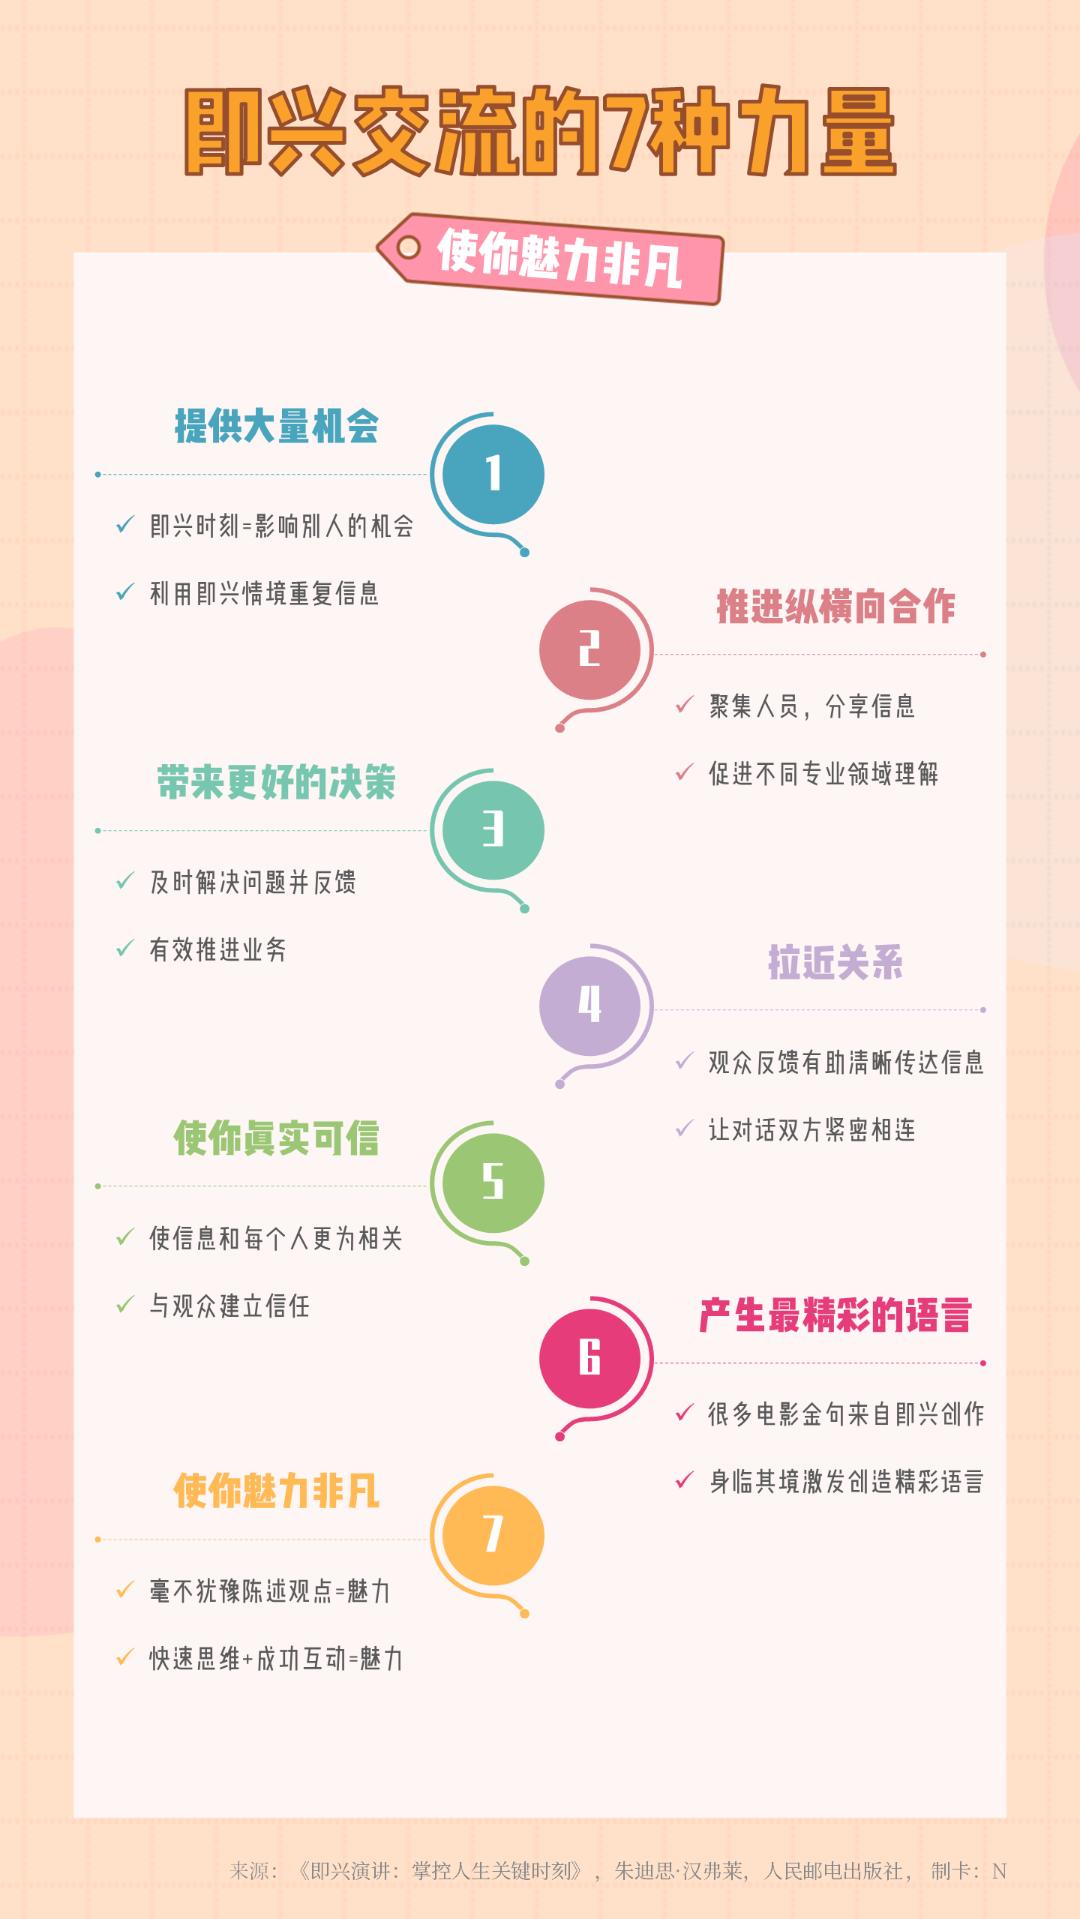 即兴交流的7种力量
使你魅力非凡
提供大量机会
1
✓ 即兴时刻=影响别人的机会
✓ 利用即兴情境重复信息
推进纵横向合作
2
✓ 聚集人员，分享信息
✓ 促进不同专业领域理解
带来更好的决策
3
✓ 及时解决问题并反馈
✓ 有效推进业务
拉近关系
4
✓ 观众反馈有助清晰传达信息
✓ 让对话双方紧密相连
使你真实可信
5
✓ 使信息和每个人更为相关
✓ 与观众建立信任
产生最精彩的语言
6
✓ 很多电影金句来自即兴创作
✓ 身临其境激发创造精彩语言
使你魅力非凡
7
✓ 毫不犹豫陈述观点=魅力
✓ 快速思维+成功互动=魅力
来源：《即兴演讲：掌控人生关键时刻》，朱迪思·汉弗莱，人民邮电出版社， 制卡：N